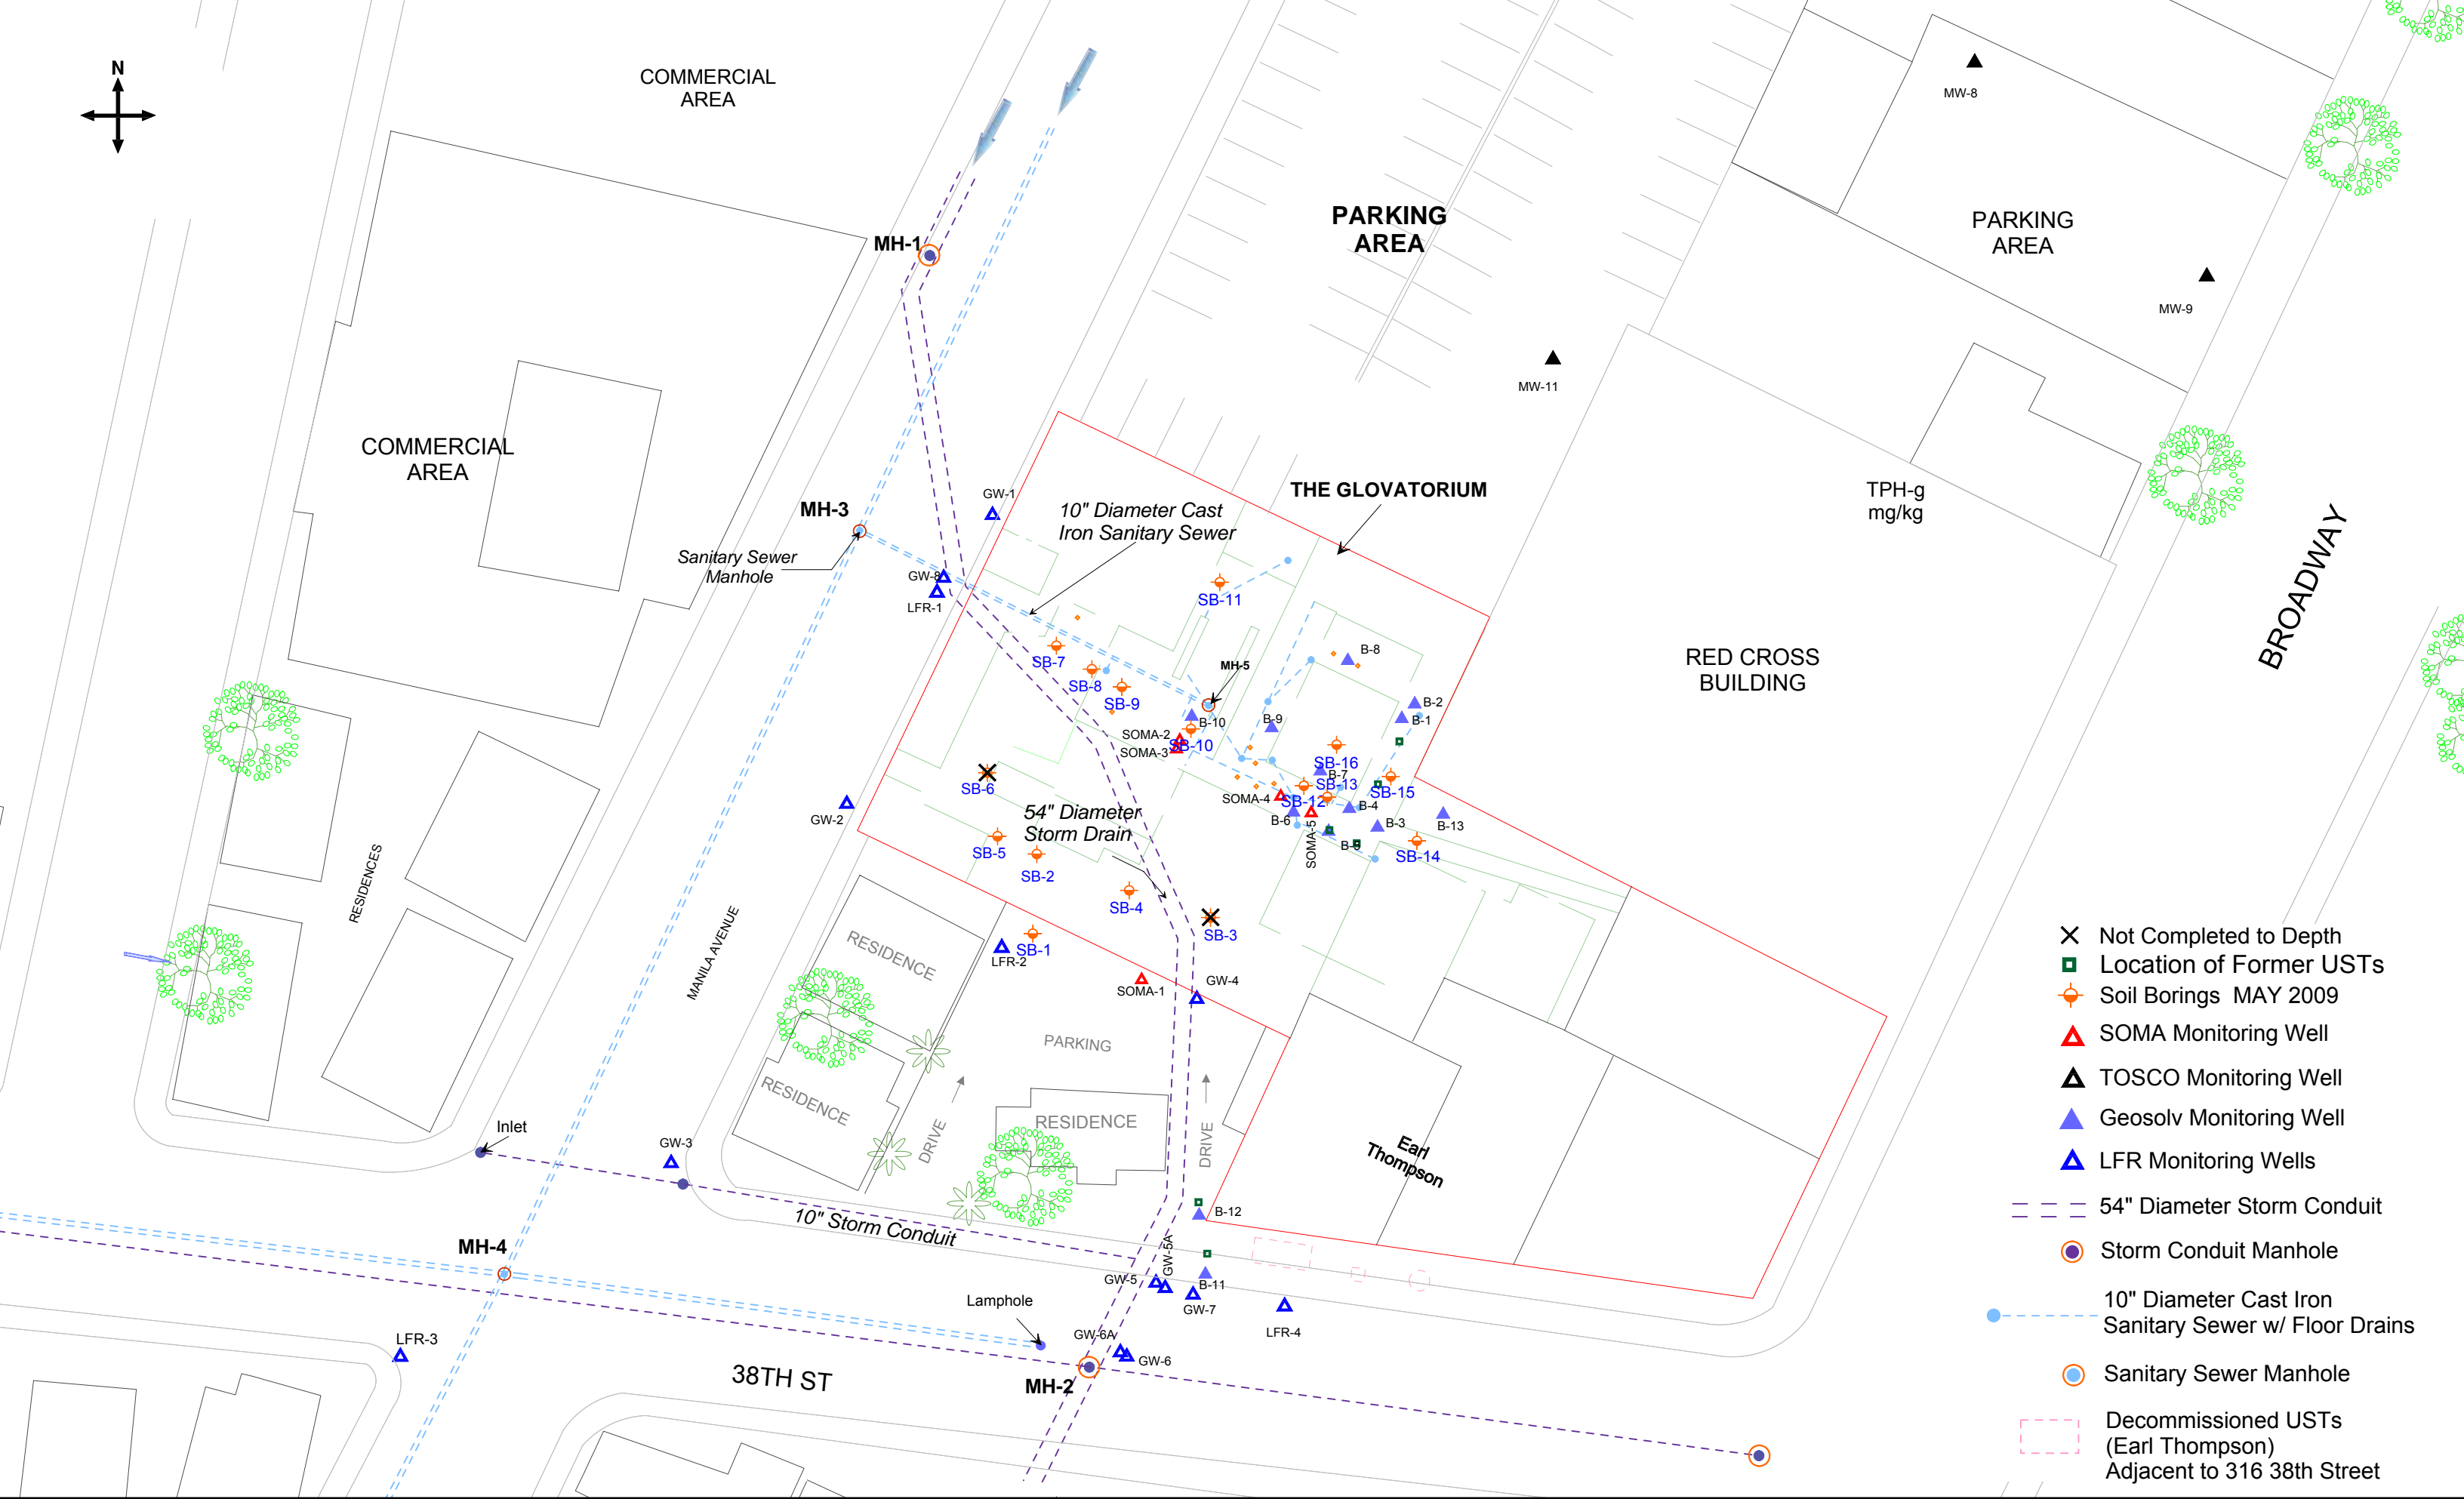 N
COMMERCIAL
AREA
MH-1
PARKING
AREA
MW-8
PARKING
AREA
MW-9
MW-11
COMMERCIAL
AREA
MH-3
Sanitary Sewer
Manhole
GW-1
10" Diameter Cast
Iron Sanitary Sewer
THE GLOVATORIUM
TPH-g
mg/kg
BROADWAY
GW-8
LFR-1
SB-11
SB-7
SB-8
SB-9
MH-5
B-8
RED CROSS
BUILDING
B-2
B-1
B-10
B-9
SOMA-2
SOMA-3
SB-10
SB-16
B-7
SB-13
SB-15
SB-6
SOMA-4
SB-12
B-4
B-6
B-3
B-13
GW-2
54" Diameter
Storm Drain
SOMA-5
B-5
SB-14
SB-5
SB-2
SB-4
SB-3
SB-1
LFR-2
RESIDENCES
MANILA AVENUE
RESIDENCE
SOMA-1
GW-4
PARKING
RESIDENCE
RESIDENCE
DRIVE
DRIVE
Earl
Thompson
Inlet
GW-3
10" Storm Conduit
B-12
GW-5A
GW-5
B-11
GW-7
LFR-4
MH-4
Lamphole
LFR-3
GW-6A
GW-6
MH-2
38TH ST
Not Completed to Depth
Location of Former USTs
Soil Borings MAY 2009
SOMA Monitoring Well
TOSCO Monitoring Well
Geosolv Monitoring Well
LFR Monitoring Wells
54" Diameter Storm Conduit
Storm Conduit Manhole
10" Diameter Cast Iron
Sanitary Sewer w/ Floor Drains
Sanitary Sewer Manhole
Decommissioned USTs
(Earl Thompson)
Adjacent to 316 38th Street